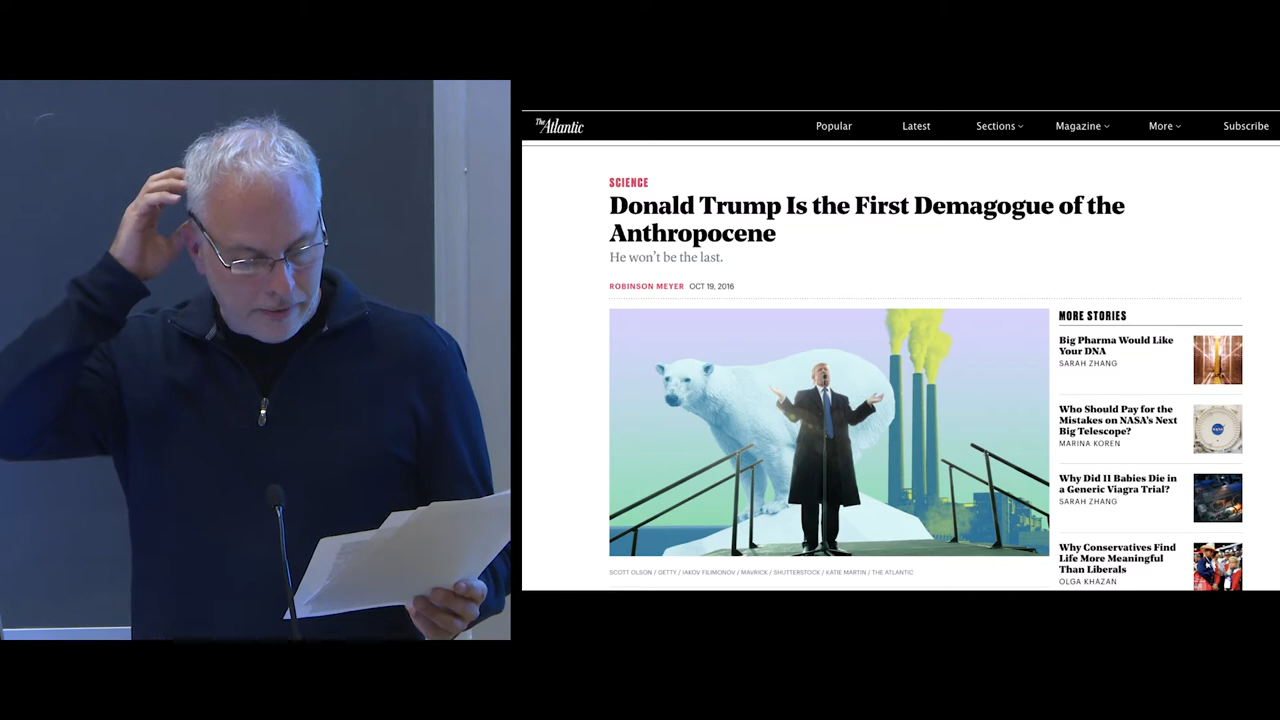 The Atlantic
Popular Latest Sections Magazine More Subscribe
SCIENCE
Donald Trump Is the First Demagogue of the
Anthropocene
He won't be the last.
ROBINSON MEYER OCT 19, 2016
MORE STORIES
Big Pharma Would Like
Your DNA
SARAH ZHANG
Who Should Pay for the
Mistakes on NASA's Next
Big Telescope?
MARINA KOREN
NASA
Why Did 11 Babies Die in
a Generic Viagra Trial?
SARAH ZHANG
Why Conservatives Find
Life More Meaningful
Than Liberals
OLGA KHAZAN
SCOTT OLSON / GETTY / IAKOV FILIMONOV / MAVRICK / SHUTTERSTOCK / KATIE MARTIN / THE ATLANTIC